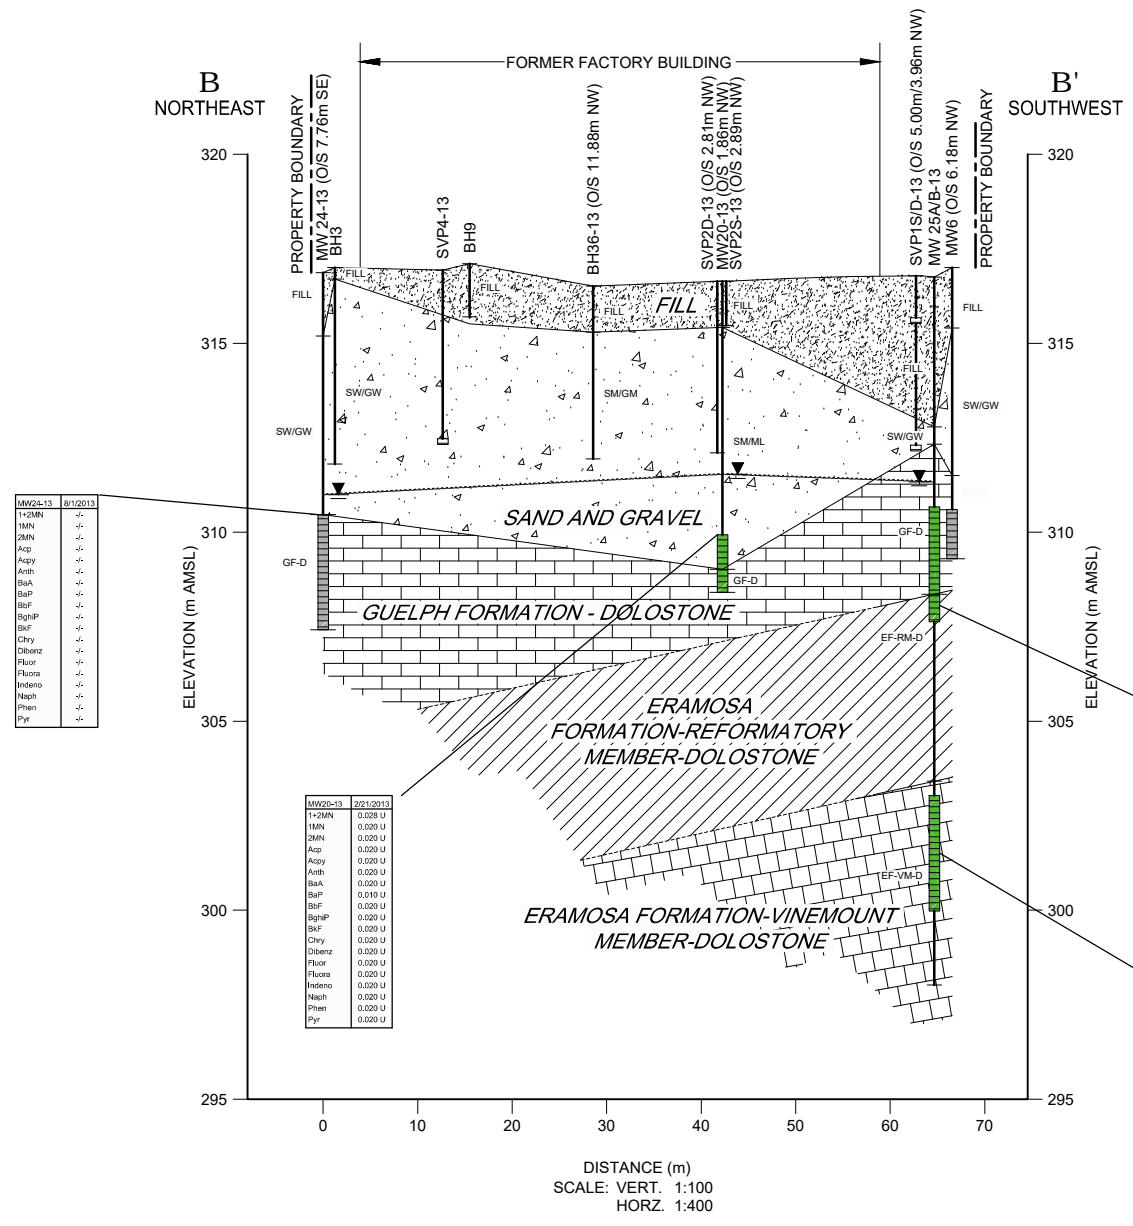 FORMER FACTORY BUILDING
B
NORTHEAST
B'
SOUTHWEST
PROPERTY BOUNDARY
MW 24-13 (O/S 7.76m SE)
BH3
SVP4-13
BH9
BH36-13 (O/S 11.88m NW)
SVP2D-13 (O/S 2.81m NW)
MW20-13 (O/S 1.86m NW)
SVP2S-13 (O/S 2.89m NW)
SVP1S/D-13 (O/S 5.00m/3.96m NW)
MW 25A/B-13
MW6 (O/S 6.18m NW)
PROPERTY BOUNDARY
320
320
FILL
FILL
FILL
FILL
FILL
FILL
FILL
FILL
315
315
SW/GW
SM/GM
SW/GW
SW/GW
SM/ML
SW/GW
SAND AND GRAVEL
310
310
GF-D
GF-D
GF-D
GUELPH FORMATION - DOLOSTONE
EF-RM-D
ELEVATION (m AMSL)
ELEVATION (m AMSL)
305
305
ERAMOSA
FORMATION-REFORMATORY
MEMBER-DOLOSTONE
EF-VM-D
300
300
ERAMOSA FORMATION-VINEMOUNT
MEMBER-DOLOSTONE
295
295
MW24-13 8/1/2013
1+2MN -/-
1MN -/-
2MN -/-
Acp -/-
Acpy -/-
Anth -/-
BaA -/-
BaP -/-
BbF -/-
BghiP -/-
BkF -/-
Chry -/-
Dibenz -/-
Fluor -/-
Fluora -/-
Indeno -/-
Naph -/-
Phen -/-
Pyr -/-
MW20-13 2/21/2013
1+2MN 0.028 U
1MN 0.020 U
2MN 0.020 U
Acp 0.020 U
Acpy 0.020 U
Anth 0.020 U
BaA 0.020 U
BaP 0.010 U
BbF 0.020 U
BghiP 0.020 U
BkF 0.020 U
Chry 0.020 U
Dibenz 0.020 U
Fluor 0.020 U
Fluora 0.020 U
Indeno 0.020 U
Naph 0.020 U
Phen 0.020 U
Pyr 0.020 U
0 10 20 30 40 50 60 70
DISTANCE (m)
SCALE: VERT. 1:100
HORZ. 1:400